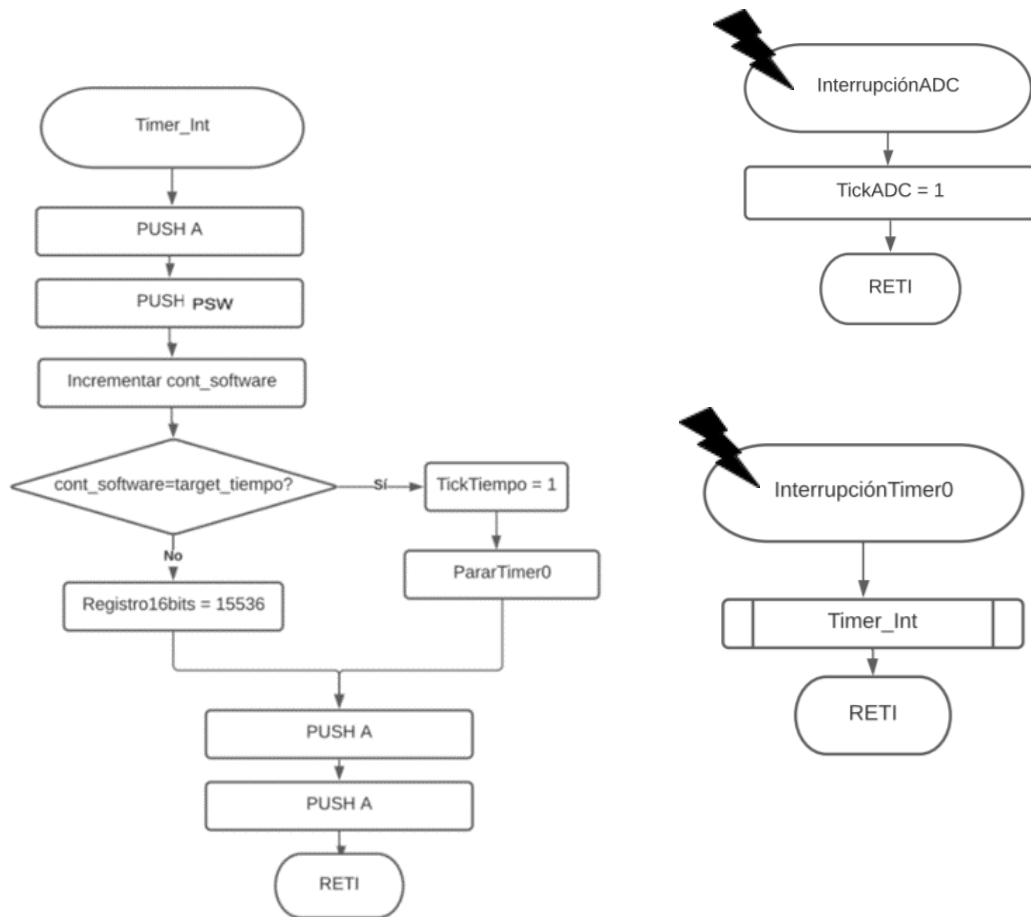 Timer_Int
PUSH A
PUSH PSW
Incrementar cont_software
cont_software=target_tiempo?
Sí
TickTiempo = 1
PararTimer0
No
Registro16bits = 15536
PUSH A
PUSH A
RETI
InterrupciónADC
TickADC = 1
RETI
InterrupciónTimer0
Timer_Int
RETI